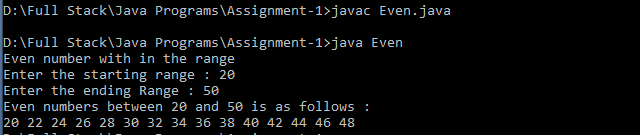 D:\Full Stack\Java Programs\Assignment-1>javac Even.java
D:\Full Stack\Java Programs\Assignment-1>java Even
Even number with in the range
Enter the starting range : 20
Enter the ending Range : 50
Even numbers between 20 and 50 is as follows :
20 22 24 26 28 30 32 34 36 38 40 42 44 46 48